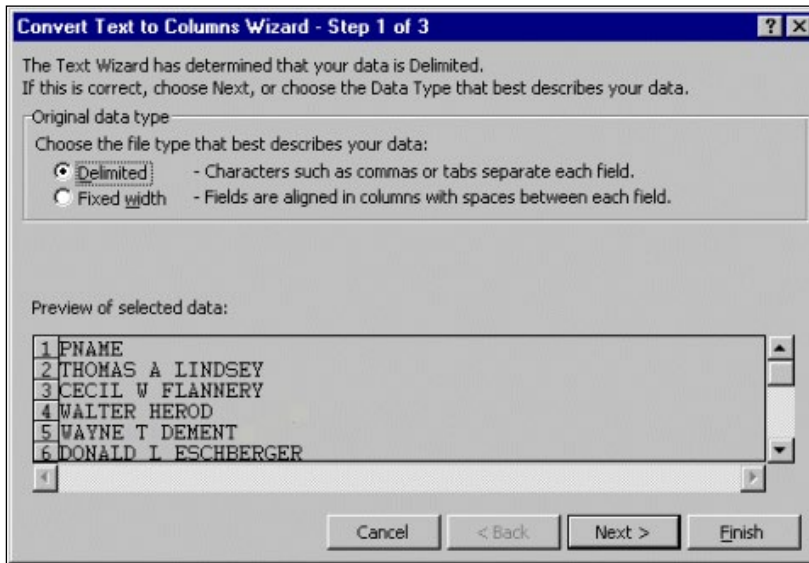 Convert Text to Columns Wizard - Step 1 of 3
The Text Wizard has determined that your data is Delimited.
If this is correct, choose Next, or choose the Data Type that best describes your data.
Original data type
Choose the file type that best describes your data:
Delimited - Characters such as commas or tabs separate each field.
Fixed width - Fields are aligned in columns with spaces between each field.
Preview of selected data:
1 PNAME
2 THOMAS A LINDSEY
3 CECIL W FLANNERY
4 WALTER HEROD
5 WAYNE T DEMENT
6 DONALD L ESCHBERGER
Cancel < Back Next > Finish